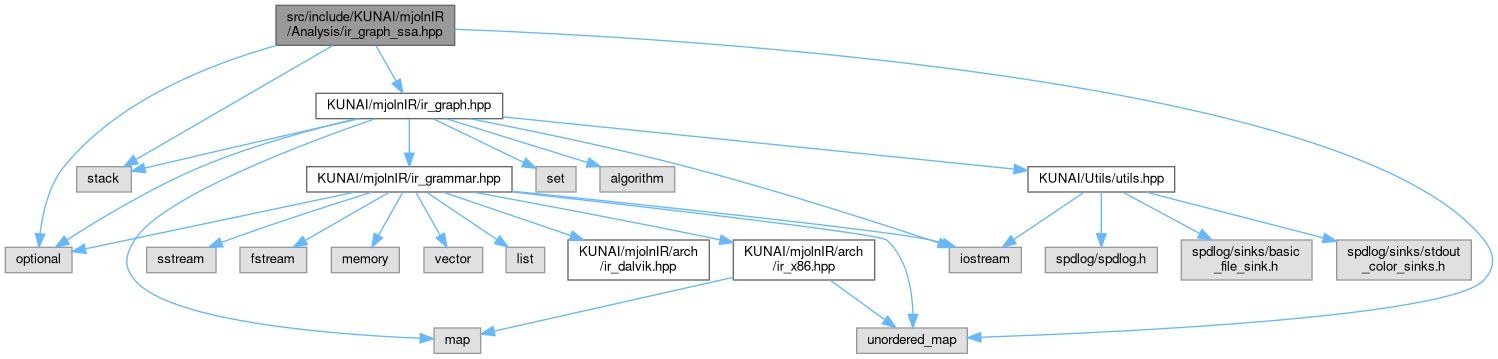 src/include/KUNAI/mjolnIR
/Analysis/ir_graph_ssa.hpp
KUNAI/mjolnIR/ir_graph.hpp
stack
KUNAI/mjolnIR/ir_grammar.hpp
set
algorithm
KUNAI/Utils/utils.hpp
optional
sstream
fstream
memory
vector
list
KUNAI/mjolnIR/arch
/ir_dalvik.hpp
KUNAI/mjolnIR/arch
/ir_x86.hpp
iostream
spdlog/spdlog.h
spdlog/sinks/basic
_file_sink.h
spdlog/sinks/stdout
_color_sinks.h
map
unordered_map